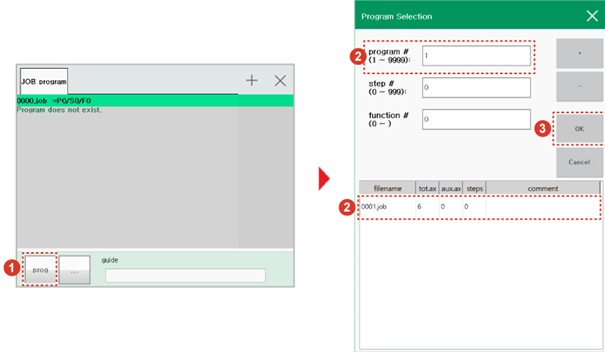 JOB program
0000.job =P0/S0/F0
Program does not exist.
1
prog
...
guide
Program Selection
2
program #
(1 ~ 9999):
1
+
step #
(0 ~ 999):
0
-
function #
(0 ~ )
0
3
OK
Cancel
filename tot.ax aux.ax steps comment
2
0001.job 6 0 0